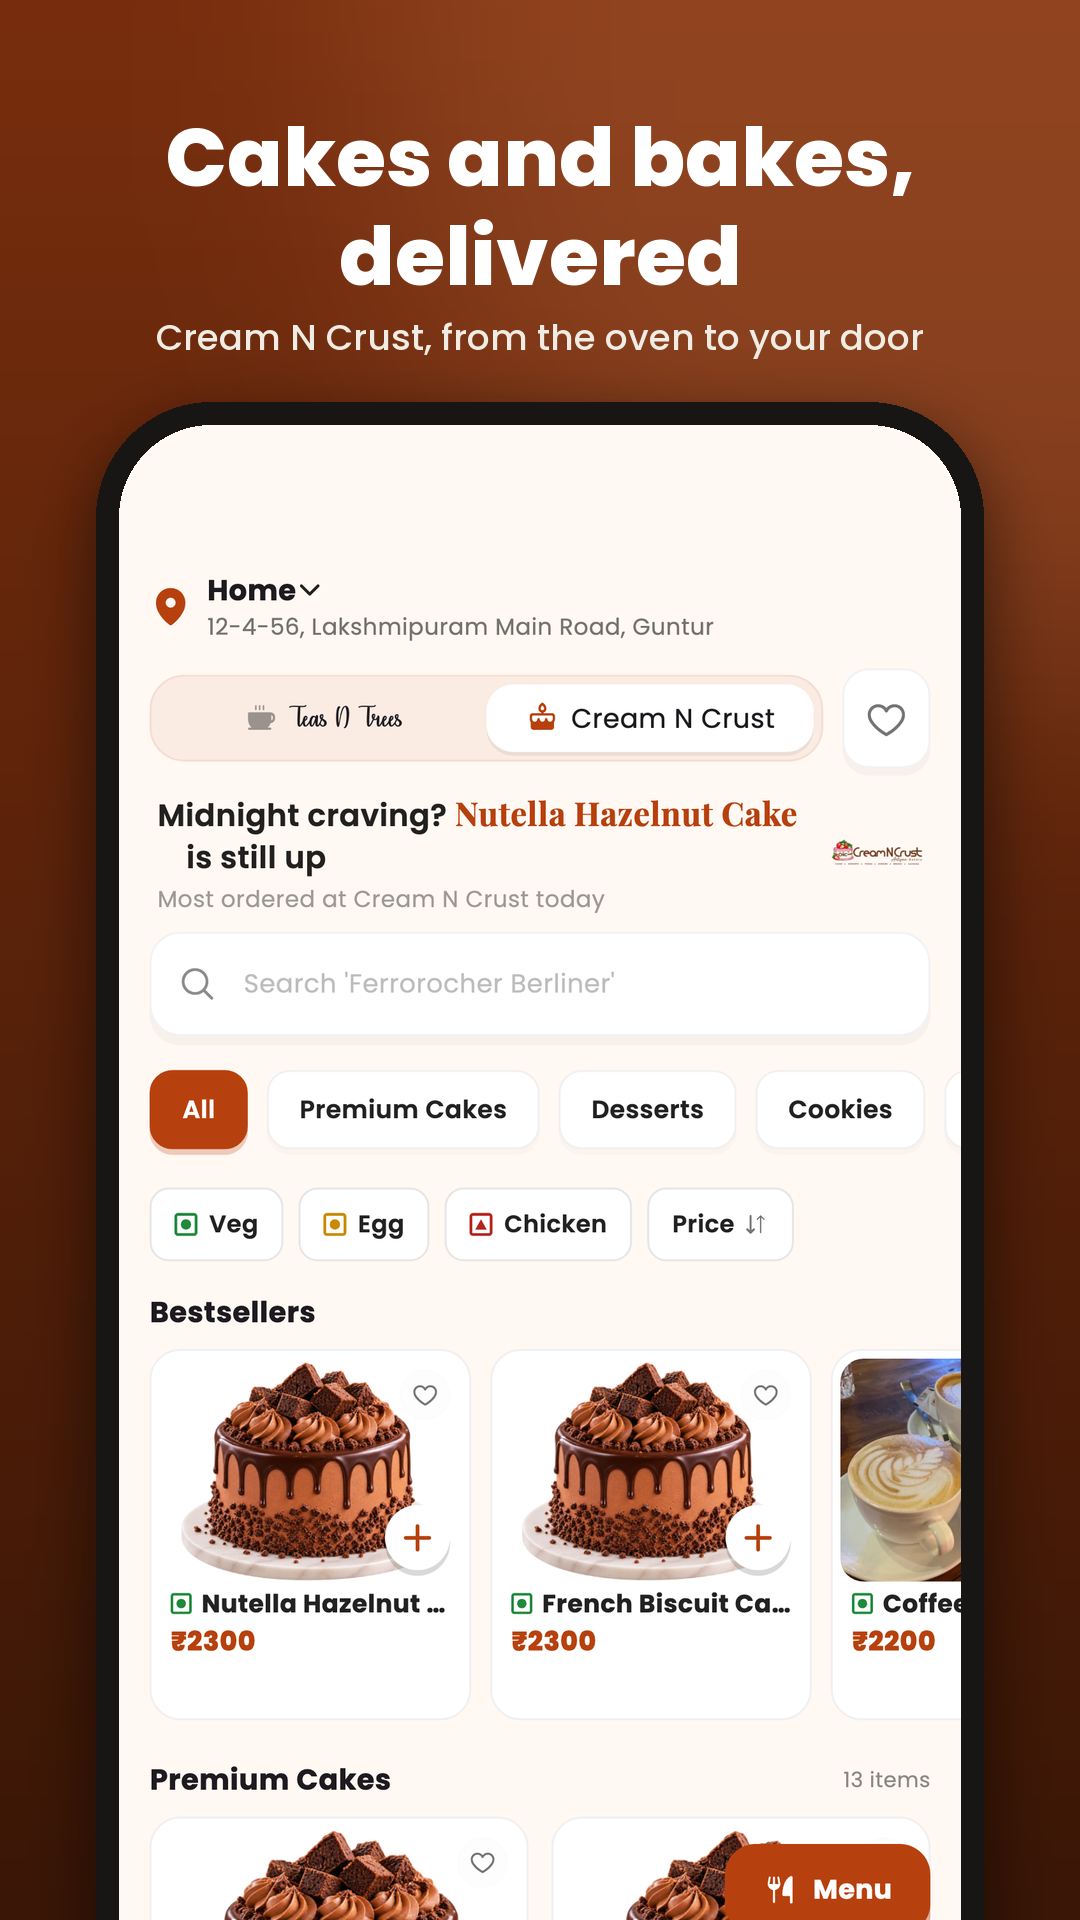 Cakes and bakes,
delivered
Cream N Crust, from the oven to your door
Home
12-4-56, Lakshmipuram Main Road, Guntur
Teas N Trees
Cream N Crust
Midnight craving? Nutella Hazelnut Cake
is still up
Cream N Crust
Most ordered at Cream N Crust today
Search 'Ferrorocher Berliner'
All
Premium Cakes
Desserts
Cookies
Veg
Egg
Chicken
Price
Bestsellers
Nutella Hazelnut ...
French Biscuit Ca...
Coffee
₹2300
₹2300
₹2200
Premium Cakes
13 items
Menu